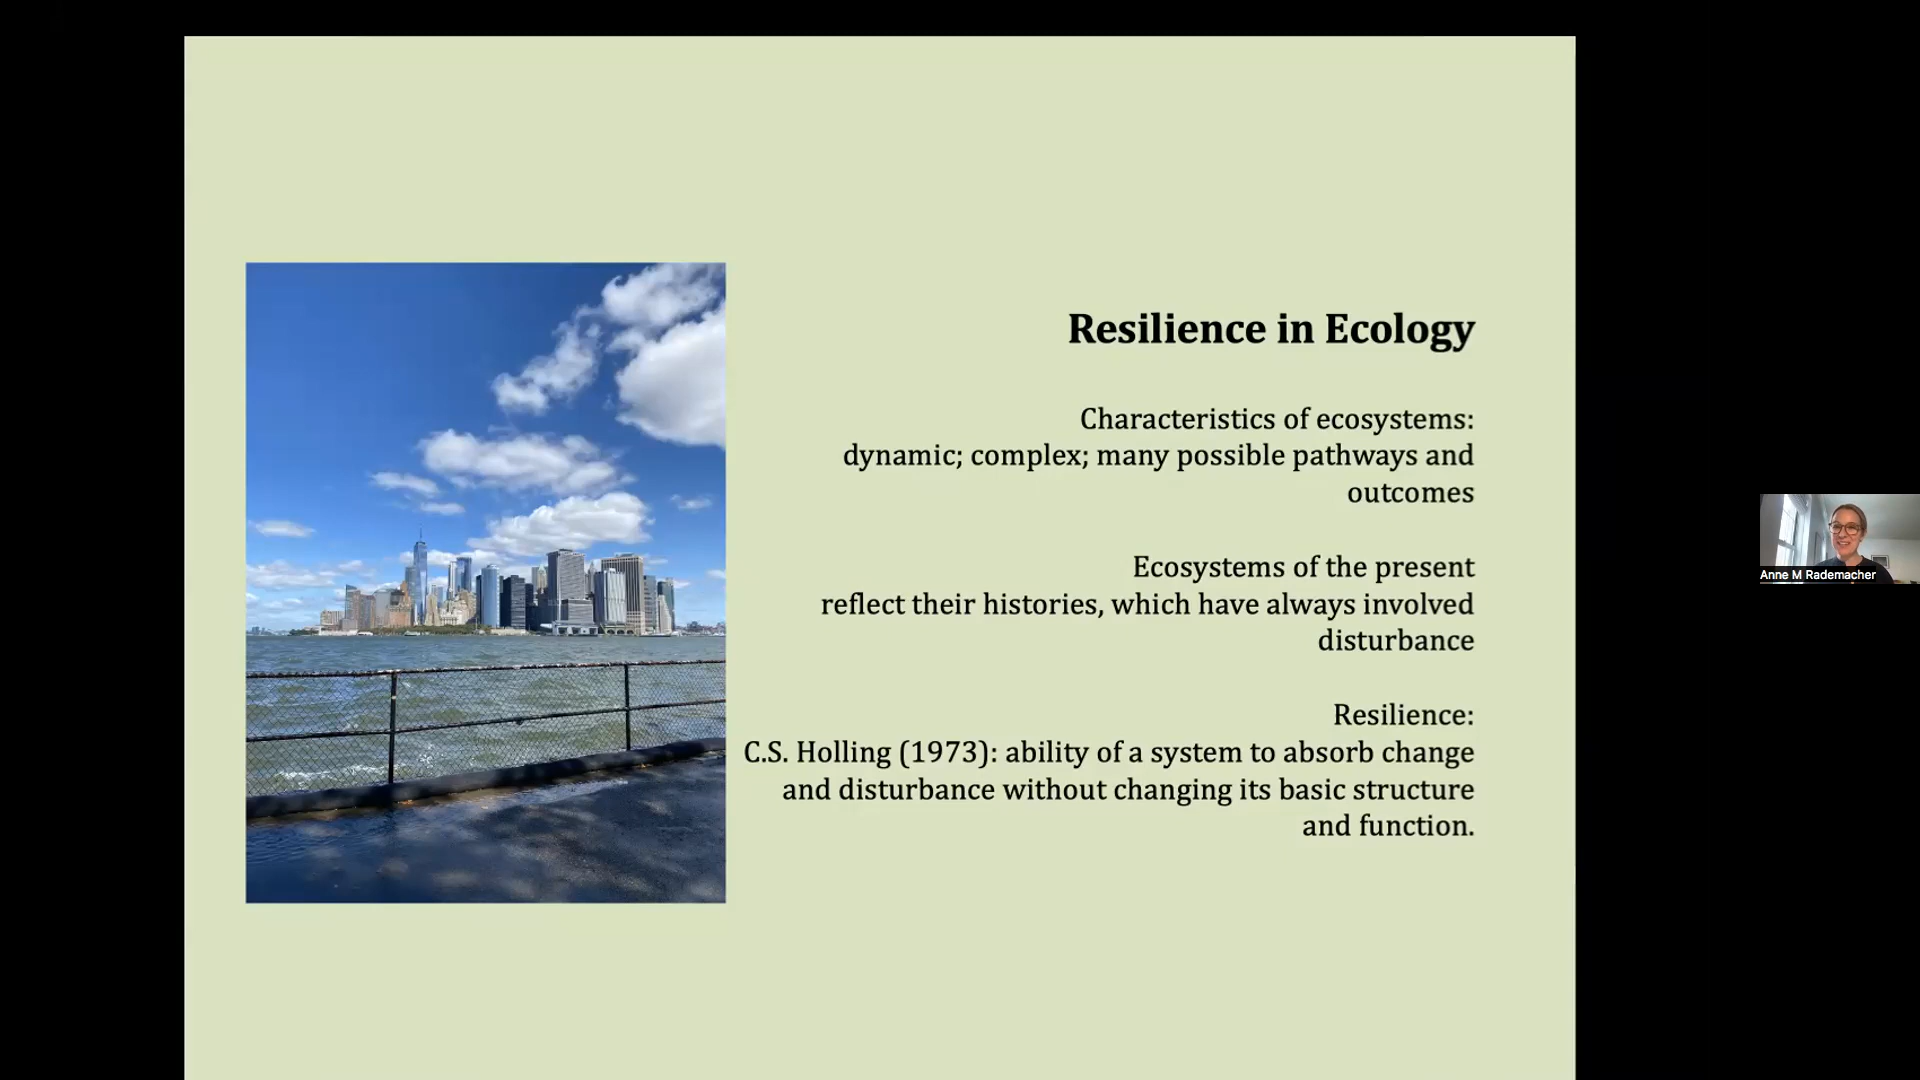 Resilience in Ecology
Characteristics of ecosystems:
dynamic; complex; many possible pathways and
outcomes
Ecosystems of the present
reflect their histories, which have always involved
disturbance
Resilience:
C.S. Holling (1973): ability of a system to absorb change
and disturbance without changing its basic structure
and function.
Anne M Rademacher